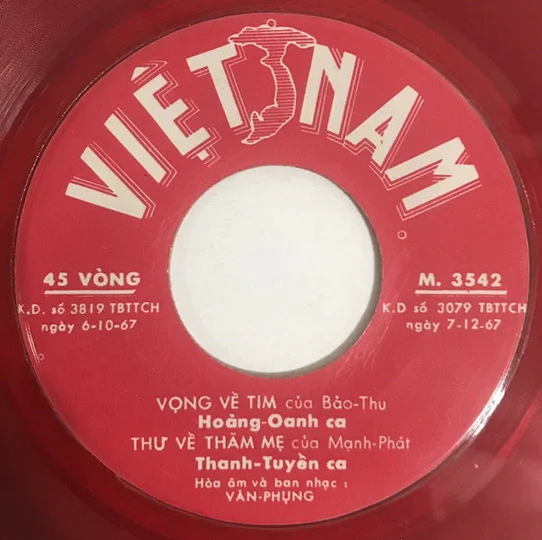 VIỆT NAM
45 VÒNG
K.D. số 3819 TBTTCH
ngày 6-10-67
M. 3542
K.D số 3079 TBTTCH
ngày 7-12-67
VỌNG VỀ TIM của Bảo-Thu
Hoàng-Oanh ca
THƯ VỀ THĂM MẸ của Mạnh-Phát
Thanh-Tuyền ca
Hòa âm và ban nhạc :
VĂN-PHỤNG